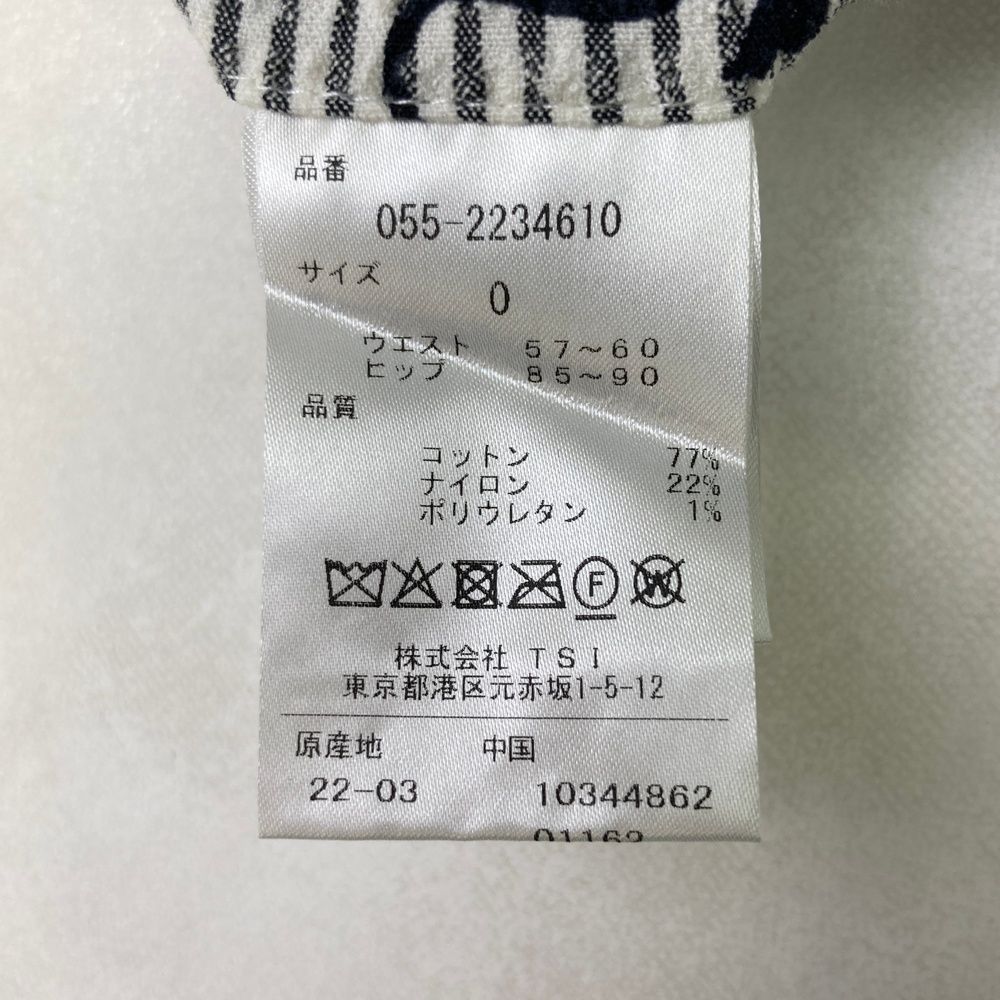 品番
055-2234610
サイズ
0
ウエスト 57～60
ヒップ 85～90
品質
コットン 77%
ナイロン 22%
ポリウレタン 1%
F W
株式会社 TSI
東京都港区元赤坂1-5-12
原産地 中国
22-03 10344862
01162